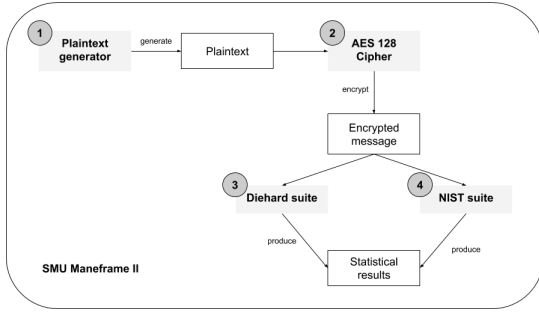 1
Plaintext
generator
generate
Plaintext
2
AES 128
Cipher
encrypt
Encrypted
message
3
Diehard suite
4
NIST suite
produce
produce
Statistical
results
SMU Maneframe II